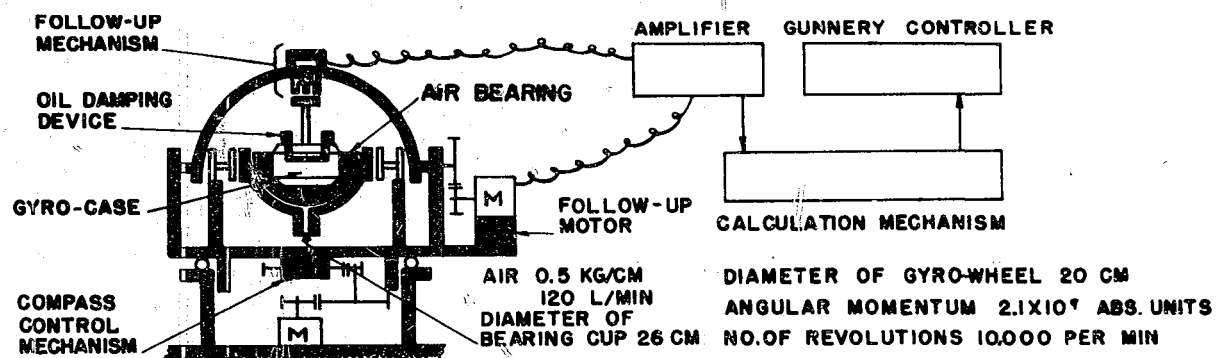 FOLLOW-UP
MECHANISM
OIL DAMPING
DEVICE
AIR BEARING
GYRO-CASE
COMPASS
CONTROL
MECHANISM
M
M
FOLLOW-UP
MOTOR
AMPLIFIER
GUNNERY CONTROLLER
CALCULATION MECHANISM
AIR 0.5 KG/CM
120 L/MIN
DIAMETER OF
BEARING CUP 26 CM
DIAMETER OF GYRO-WHEEL 20 CM
ANGULAR MOMENTUM 2.1X10⁹ ABS. UNITS
NO. OF REVOLUTIONS 10,000 PER MIN